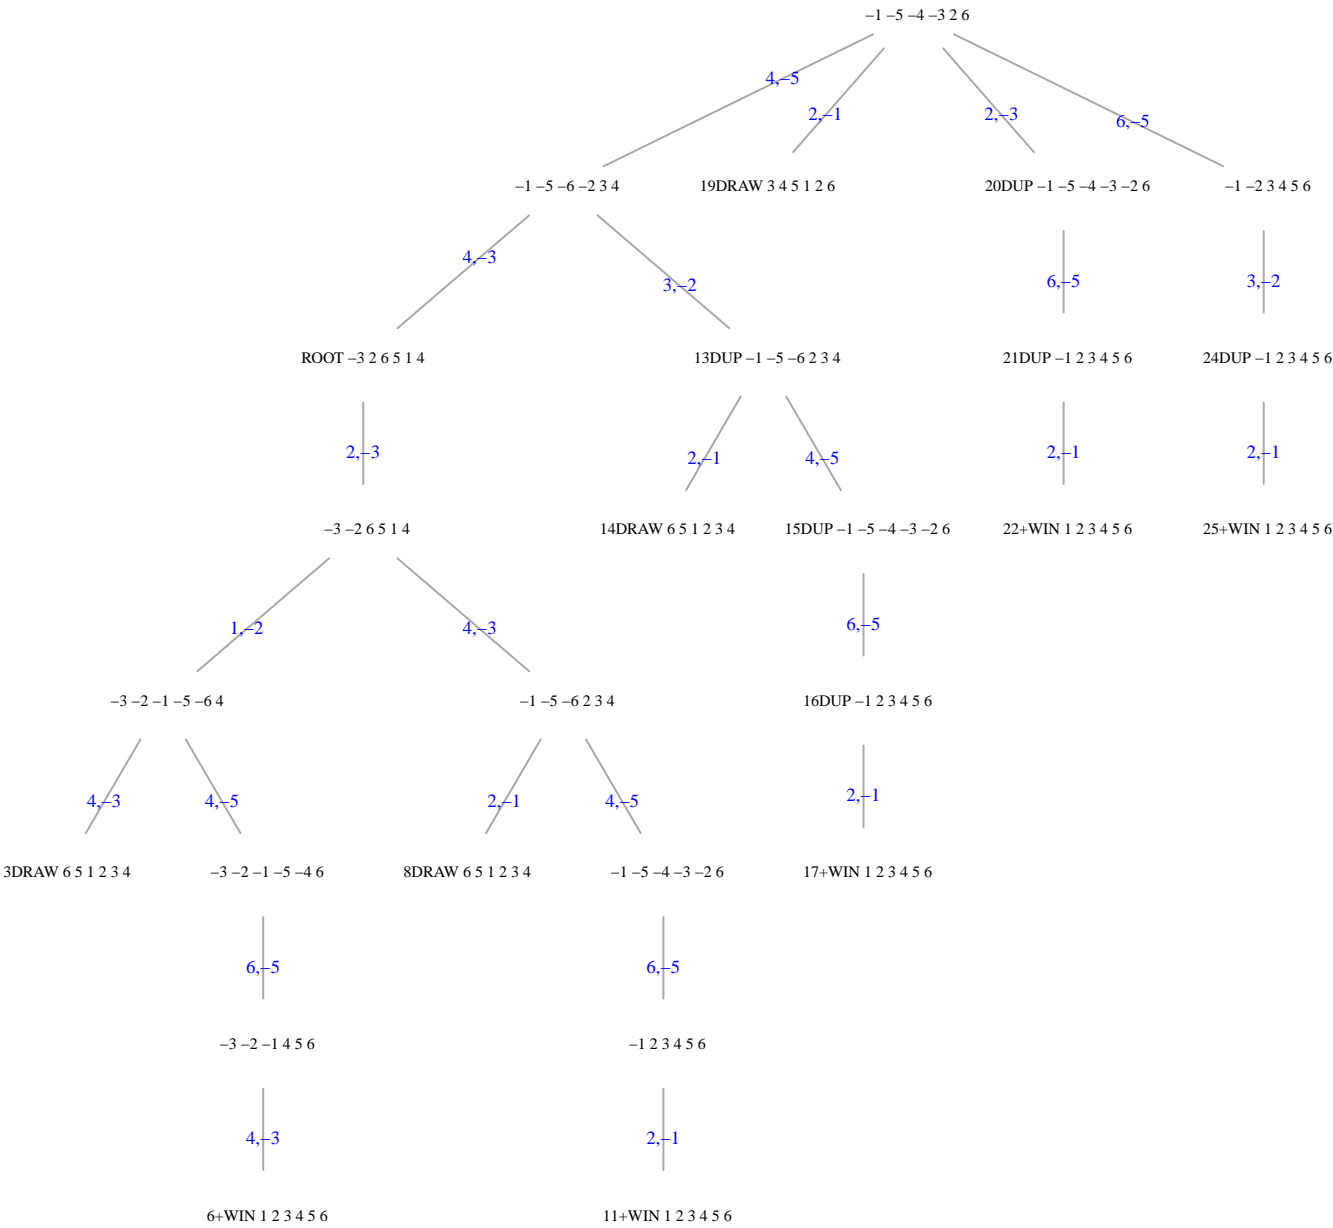 −1 −5 −4 −3 2 6
4,−5
2,−1
2,−3
6,−5
−1 −5 −6 −2 3 4
19DRAW 3 4 5 1 2 6
20DUP −1 −5 −4 −3 −2 6
−1 −2 3 4 5 6
4,−3
3,−2
6,−5
3,−2
ROOT −3 2 6 5 1 4
13DUP −1 −5 −6 2 3 4
21DUP −1 2 3 4 5 6
24DUP −1 2 3 4 5 6
2,−3
2,−1
4,−5
2,−1
2,−1
−3 −2 6 5 1 4
14DRAW 6 5 1 2 3 4
15DUP −1 −5 −4 −3 −2 6
22+WIN 1 2 3 4 5 6
25+WIN 1 2 3 4 5 6
1,−2
4,−3
6,−5
−3 −2 −1 −5 −6 4
−1 −5 −6 2 3 4
16DUP −1 2 3 4 5 6
4,−3
4,−5
2,−1
4,−5
2,−1
3DRAW 6 5 1 2 3 4
−3 −2 −1 −5 −4 6
8DRAW 6 5 1 2 3 4
−1 −5 −4 −3 −2 6
17+WIN 1 2 3 4 5 6
6,−5
6,−5
−3 −2 −1 4 5 6
−1 2 3 4 5 6
4,−3
2,−1
6+WIN 1 2 3 4 5 6
11+WIN 1 2 3 4 5 6